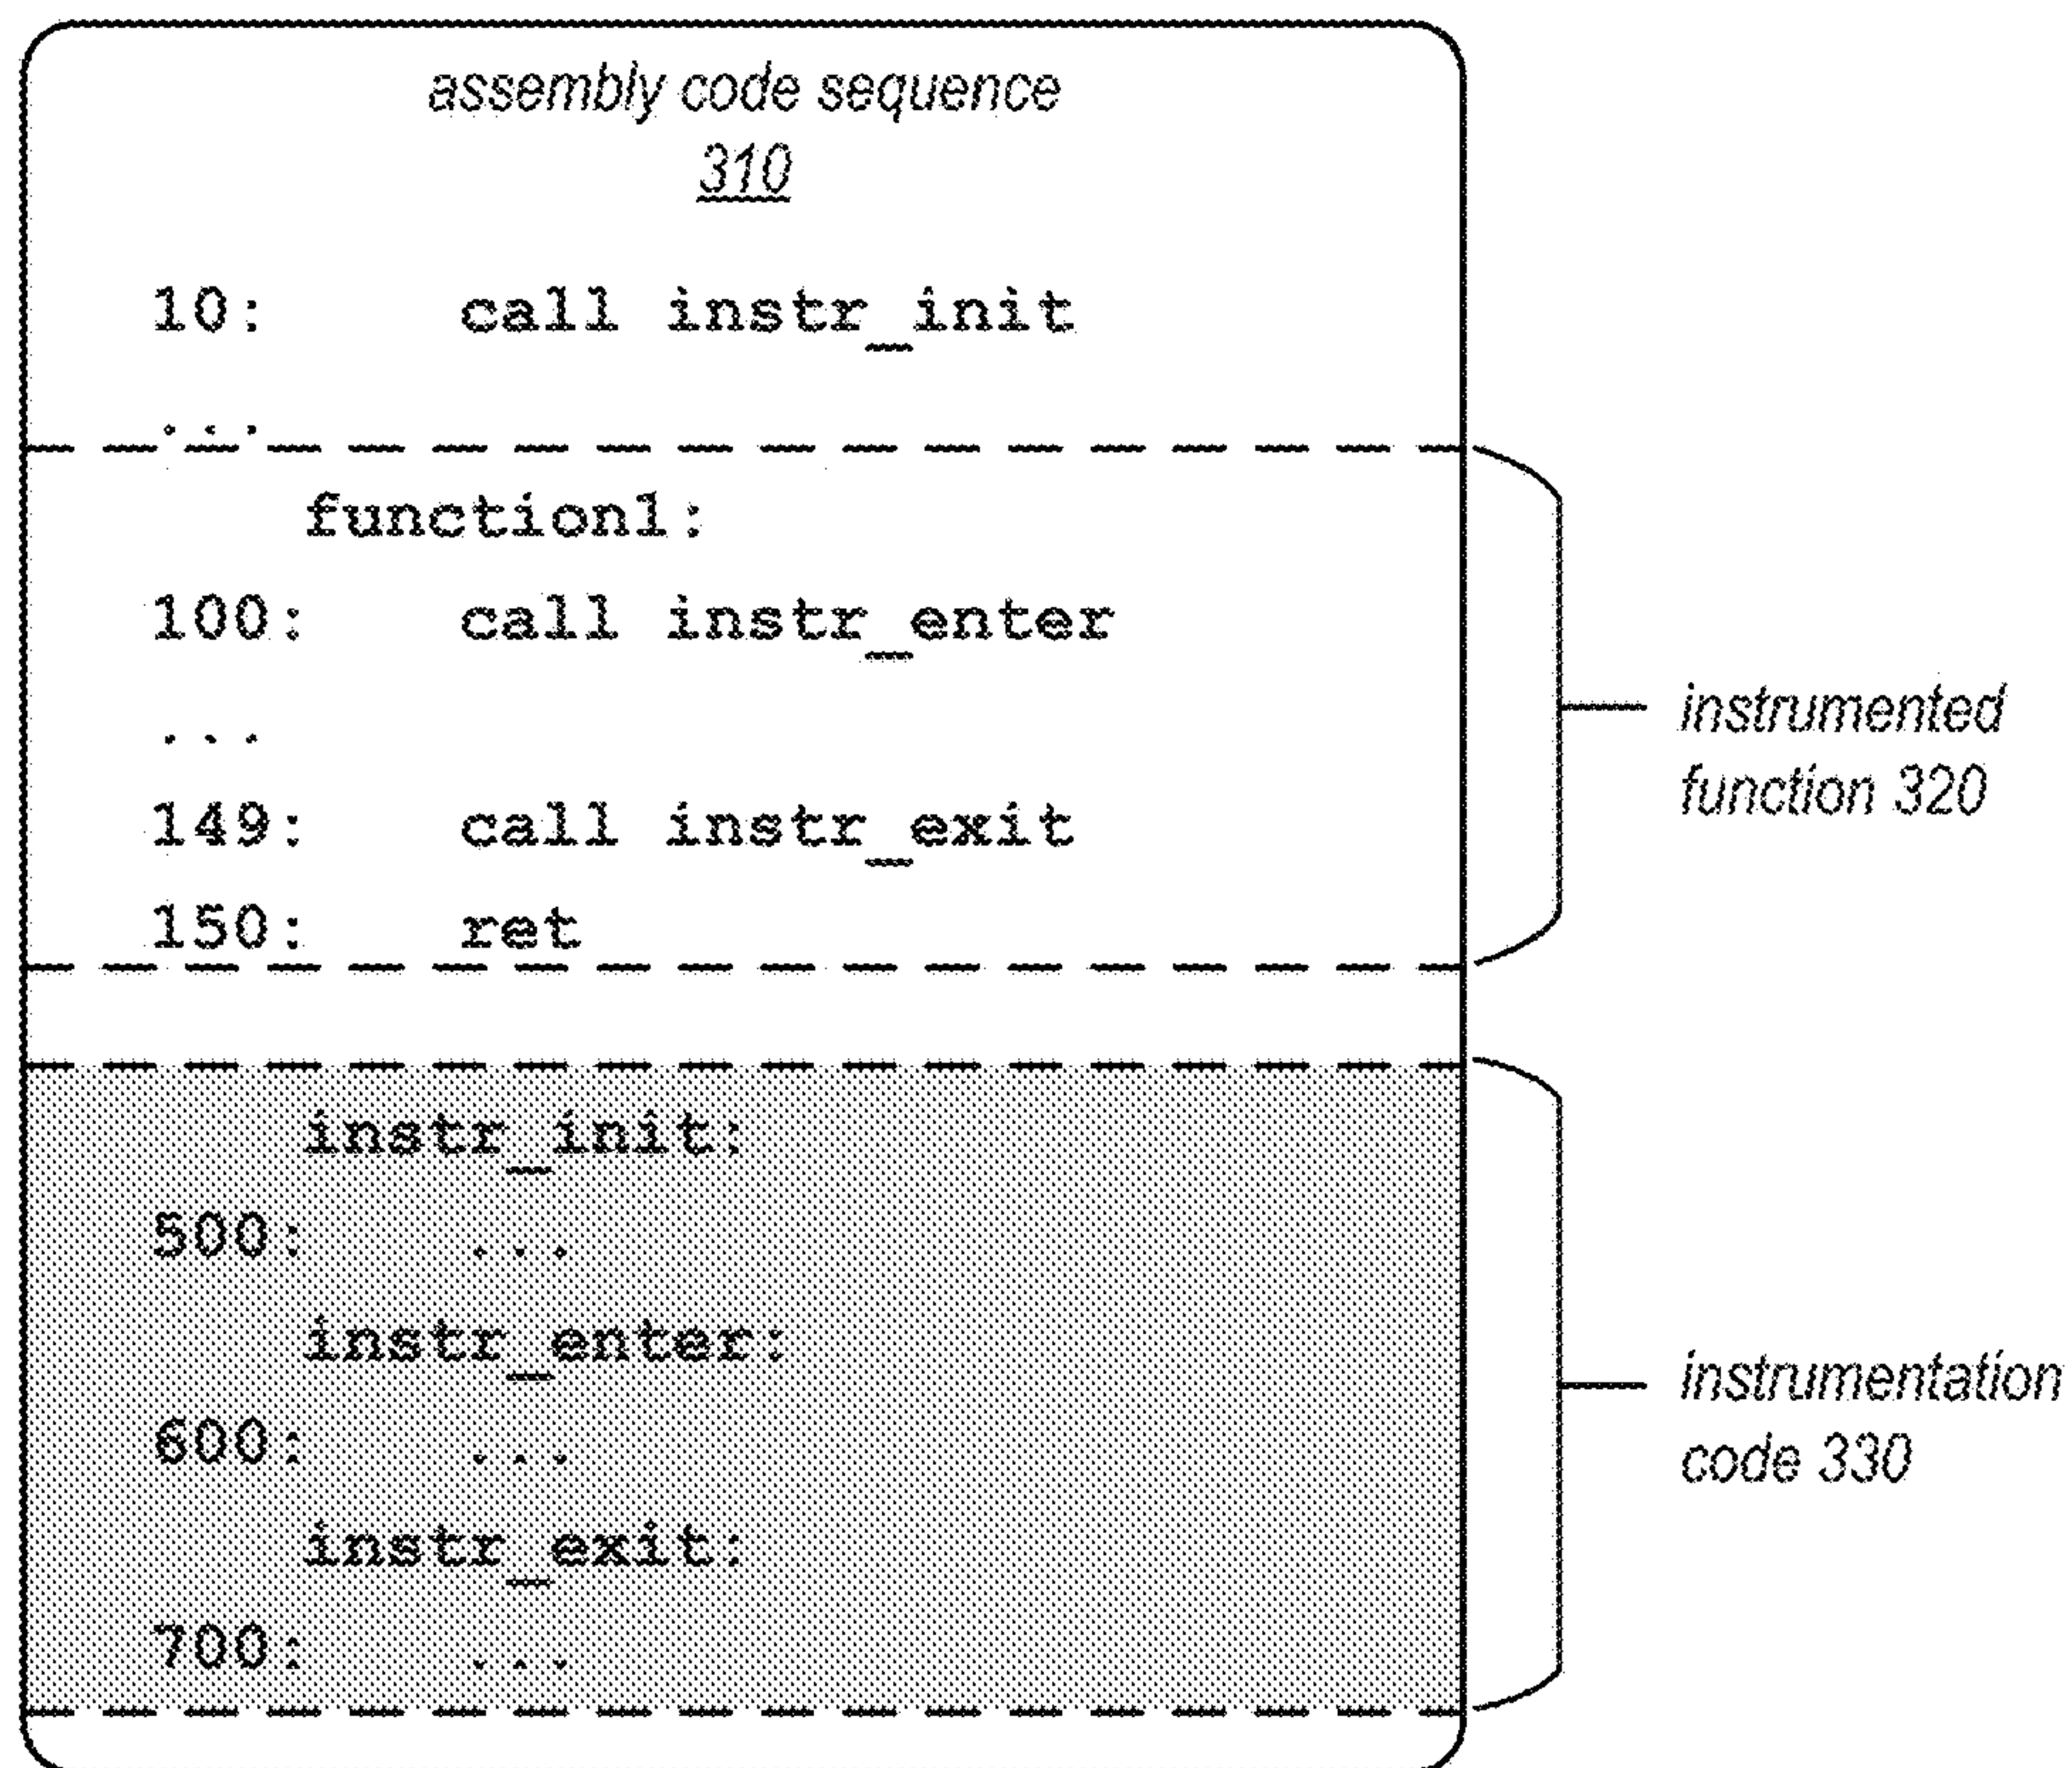 assembly code sequence
310
10: call instr_init
...
function1:
100: call instr_enter
...
149: call instr_exit
150: ret
instrumented
function 320
instr_init:
500: ...
instr_enter:
600: ...
instr_exit:
700: ...
instrumentation
code 330